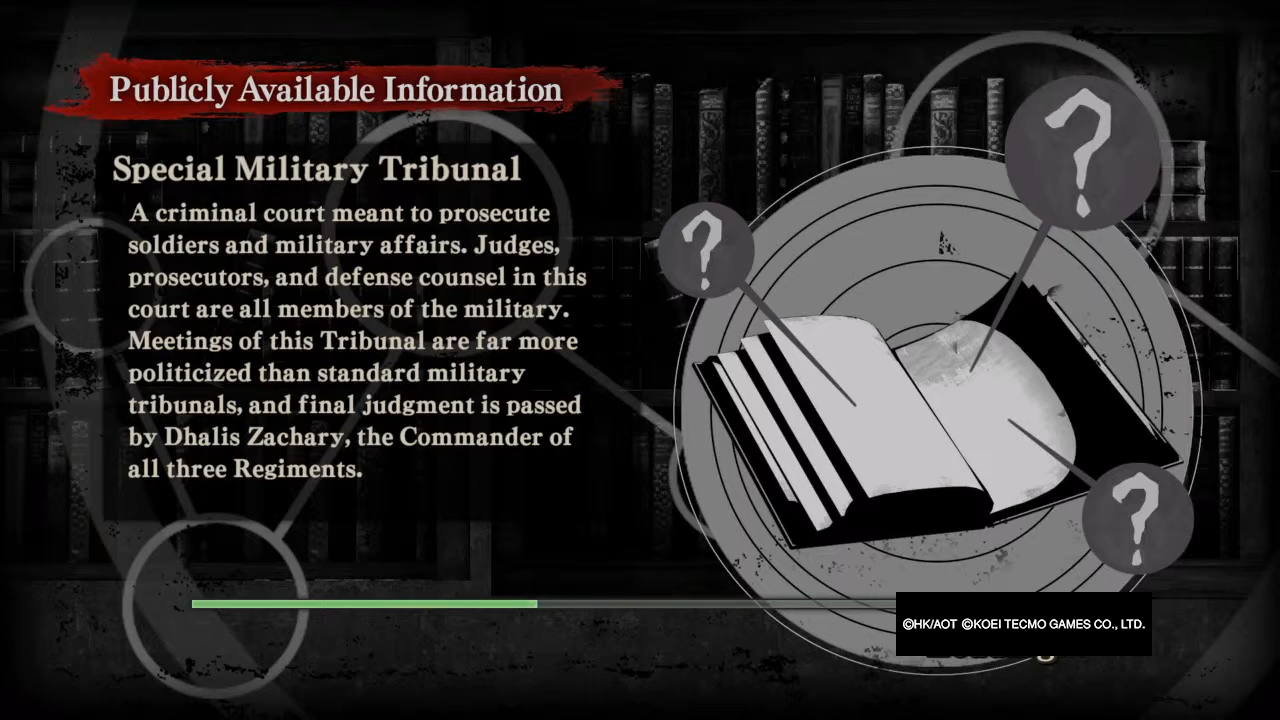 Publicly Available Information
Special Military Tribunal
A criminal court meant to prosecute
soldiers and military affairs. Judges,
prosecutors, and defense counsel in this
court are all members of the military.
Meetings of this Tribunal are far more
politicized than standard military
tribunals, and final judgment is passed
by Dhalis Zachary, the Commander of
all three Regiments.
©HK/AOT ©KOEI TECMO GAMES CO., LTD.